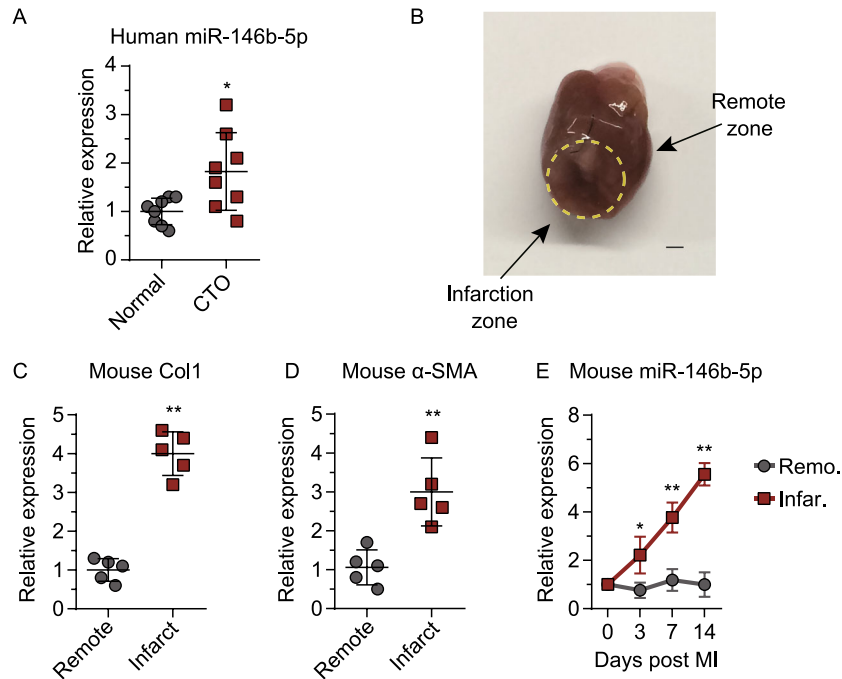 A
Human miR-146b-5p
Relative expression
4
3
2
1
0
*
Normal
CTO
B
Remote
zone
Infarction
zone
C
Mouse Col1
Relative expression
5
4
3
2
1
0
**
Remote
Infarct
D
Mouse α-SMA
Relative expression
5
4
3
2
1
0
**
Remote
Infarct
E
Mouse miR-146b-5p
Relative expression
8
6
4
2
0
*
**
**
0 3 7 14
Days post MI
Remo.
Infar.